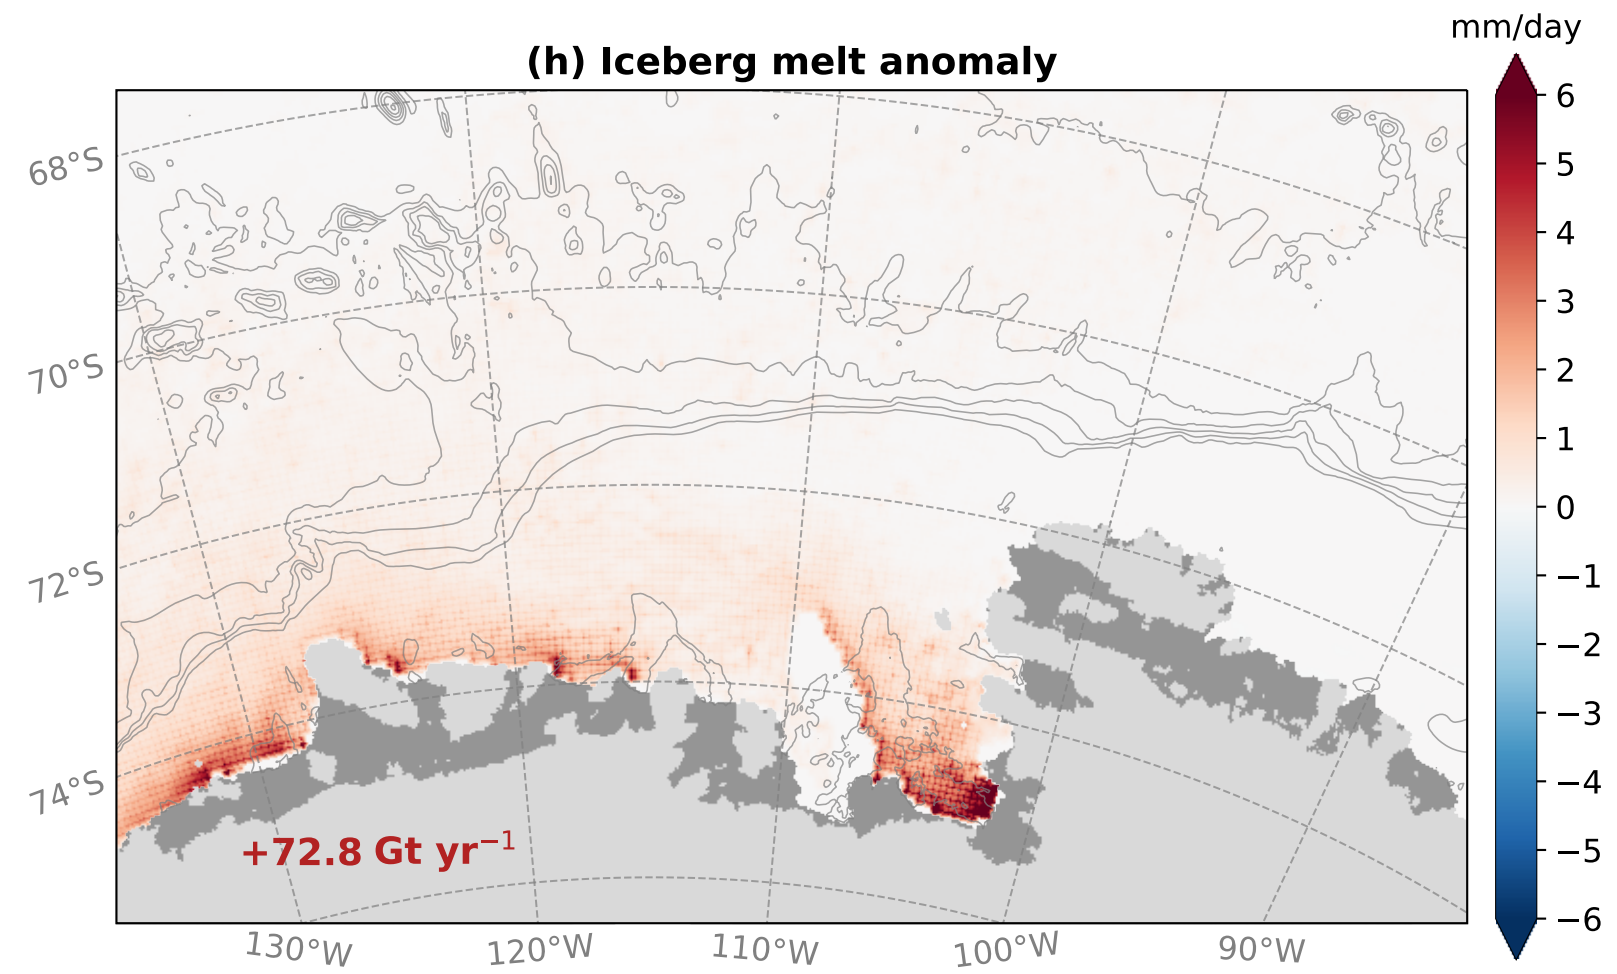 mm/day
(h) Iceberg melt anomaly
6
5
4
3
2
1
0
−1
−2
−3
−4
−5
−6
68°S
70°S
72°S
74°S
+72.8 Gt yr⁻¹
130°W
120°W
110°W
100°W
90°W